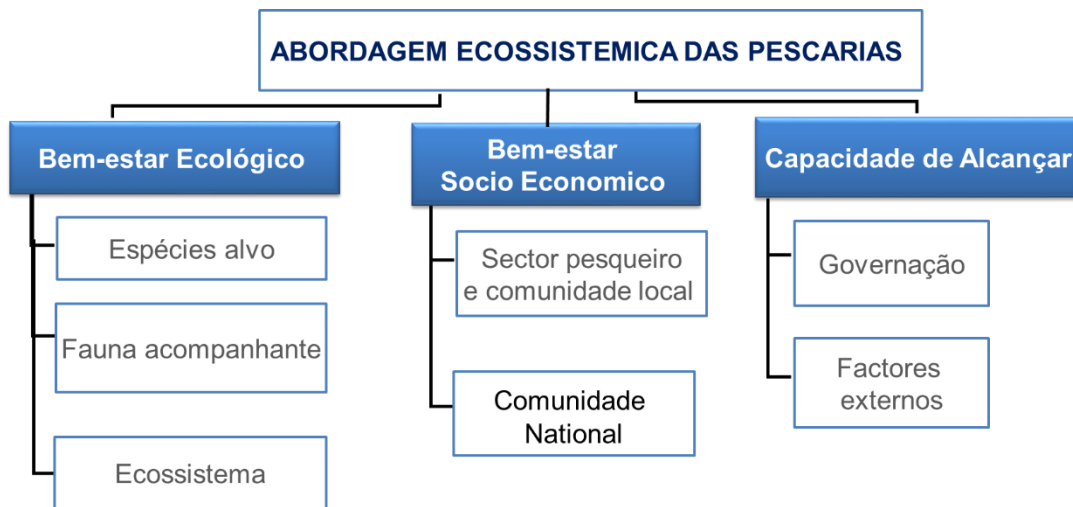 ABORDAGEM ECOSSISTEMICA DAS PESCARIAS
Bem-estar Ecológico
Espécies alvo
Fauna acompanhante
Ecossistema
Bem-estar
Socio Economico
Sector pesqueiro
e comunidade local
Comunidade
National
Capacidade de Alcançar
Governação
Factores
externos